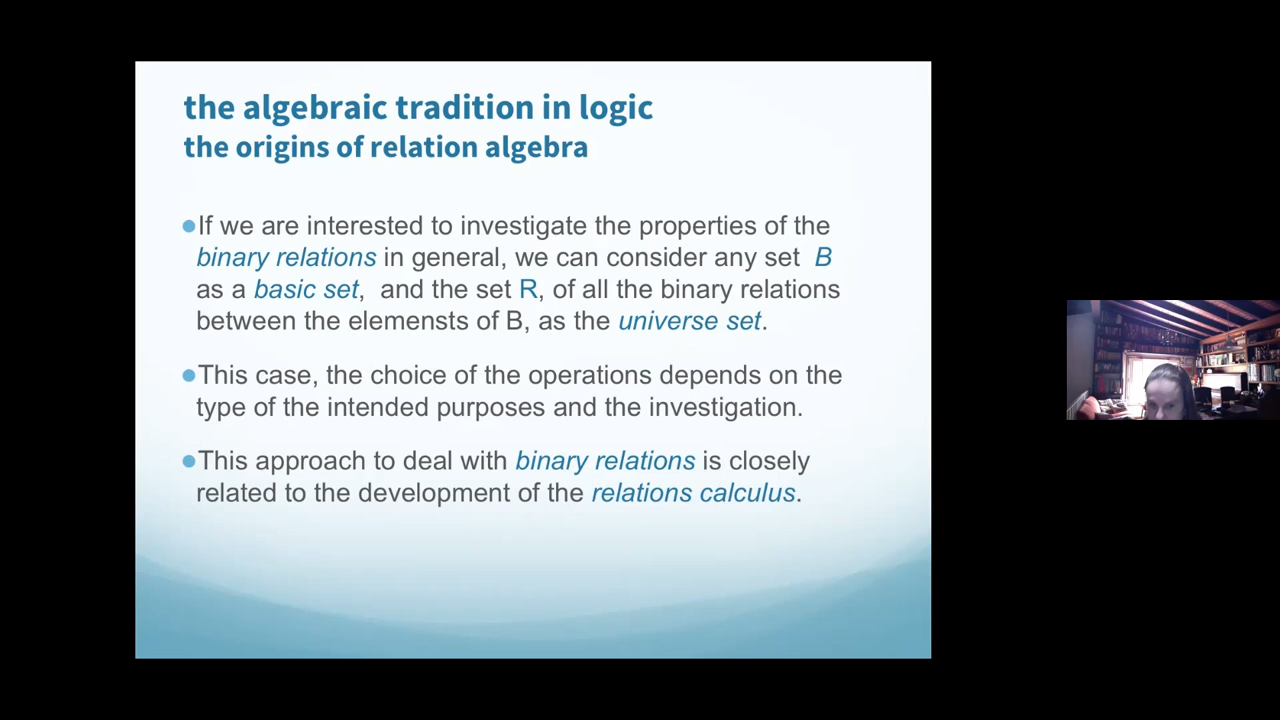 the algebraic tradition in logic
the origins of relation algebra
●If we are interested to investigate the properties of the
binary relations in general, we can consider any set B
as a basic set, and the set R, of all the binary relations
between the elemensts of B, as the universe set.
●This case, the choice of the operations depends on the
type of the intended purposes and the investigation.
●This approach to deal with binary relations is closely
related to the development of the relations calculus.